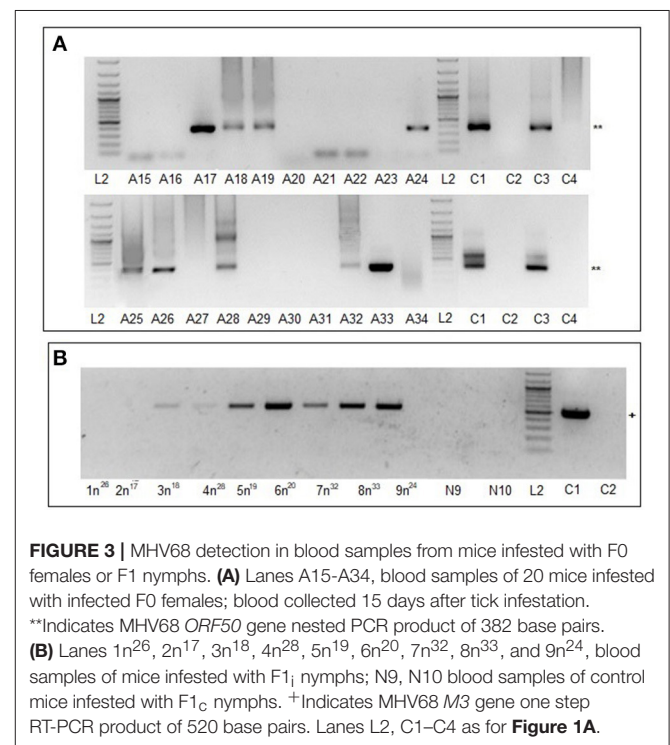 A
**
L2 A15 A16 A17 A18 A19 A20 A21 A22 A23 A24 L2 C1 C2 C3 C4
**
L2 A25 A26 A27 A28 A29 A30 A31 A32 A33 A34 L2 C1 C2 C3 C4
B
+
1n26 2n17 3n18 4n28 5n19 6n20 7n32 8n33 9n24 N9 N10 L2 C1 C2
FIGURE 3 | MHV68 detection in blood samples from mice infested with F0
females or F1 nymphs. (A) Lanes A15-A34, blood samples of 20 mice infested
with infected F0 females; blood collected 15 days after tick infestation.
**Indicates MHV68 ORF50 gene nested PCR product of 382 base pairs.
(B) Lanes 1n26, 2n17, 3n18, 4n28, 5n19, 6n20, 7n32, 8n33, and 9n24, blood
samples of mice infested with F1i nymphs; N9, N10 blood samples of control
mice infested with F1C nymphs. +Indicates MHV68 M3 gene one step
RT-PCR product of 520 base pairs. Lanes L2, C1–C4 as for Figure 1A.